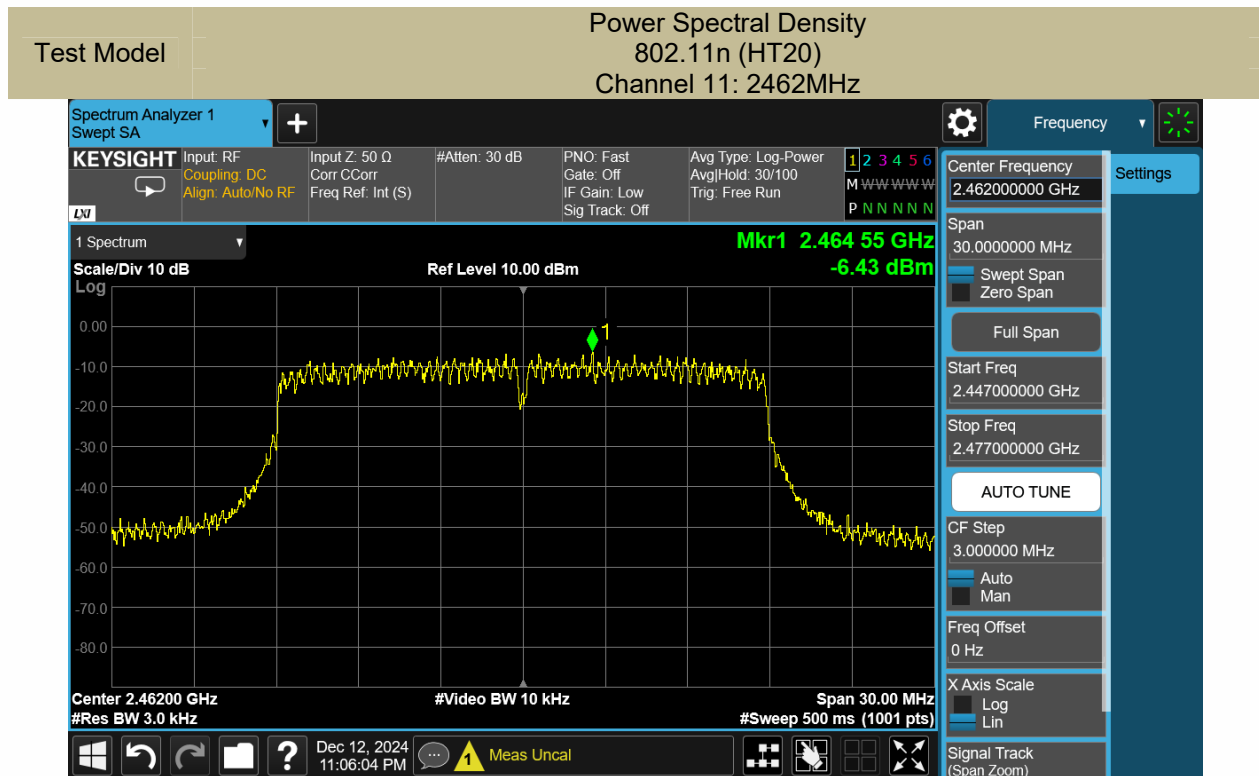 Test Model
Power Spectral Density
802.11n (HT20)
Channel 11: 2462MHz
Spectrum Analyzer 1
Swept SA
+
Frequency
KEYSIGHT
LXI
Input: RF
Coupling: DC
Align: Auto/No RF
Input Z: 50 Ω
Corr CCorr
Freq Ref: Int (S)
#Atten: 30 dB
PNO: Fast
Gate: Off
IF Gain: Low
Sig Track: Off
Avg Type: Log-Power
Avg|Hold: 30/100
Trig: Free Run
1 2 3 4 5 6
M W W W W W
P N N N N N
1 Spectrum
Scale/Div 10 dB
Log
Ref Level 10.00 dBm
Mkr1 2.464 55 GHz
-6.43 dBm
1
0.00
-10.0
-20.0
-30.0
-40.0
-50.0
-60.0
-70.0
-80.0
Center 2.46200 GHz
#Res BW 3.0 kHz
#Video BW 10 kHz
Span 30.00 MHz
#Sweep 500 ms (1001 pts)
?
Dec 12, 2024
11:06:04 PM
1
Meas Uncal
Center Frequency
2.462000000 GHz
Settings
Span
30.0000000 MHz
Swept Span
Zero Span
Full Span
Start Freq
2.447000000 GHz
Stop Freq
2.477000000 GHz
AUTO TUNE
CF Step
3.000000 MHz
Auto
Man
Freq Offset
0 Hz
X Axis Scale
Log
Lin
Signal Track
(Span Zoom)